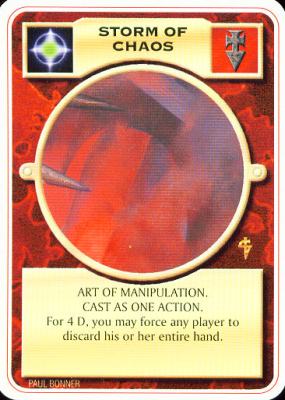 STORM OF
CHAOS
ART OF MANIPULATION.
CAST AS ONE ACTION.
For 4 D, you may force any player to
discard his or her entire hand.
PAUL BONNER